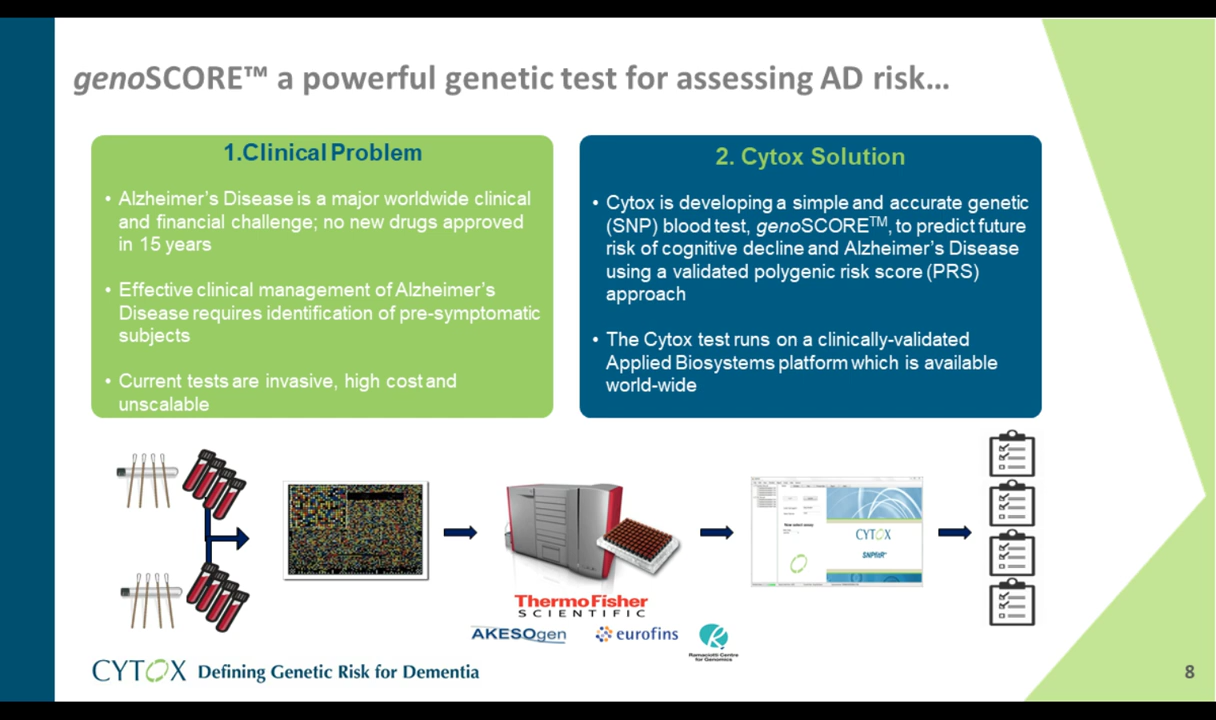 genoSCORE™ a powerful genetic test for assessing AD risk...
1.Clinical Problem
• Alzheimer's Disease is a major worldwide clinical
and financial challenge; no new drugs approved
in 15 years
• Effective clinical management of Alzheimer's
Disease requires identification of pre-symptomatic
subjects
• Current tests are invasive, high cost and
unscalable
2. Cytox Solution
• Cytox is developing a simple and accurate genetic
(SNP) blood test, genoSCORE™, to predict future
risk of cognitive decline and Alzheimer's Disease
using a validated polygenic risk score (PRS)
approach
• The Cytox test runs on a clinically-validated
Applied Biosystems platform which is available
world-wide
CYTOX
SNPfitR™
ThermoFisher
SCIENTIFIC
AKESOgen
eurofins
Ramaciotti Centre
for Genomics
CYTOX Defining Genetic Risk for Dementia
8